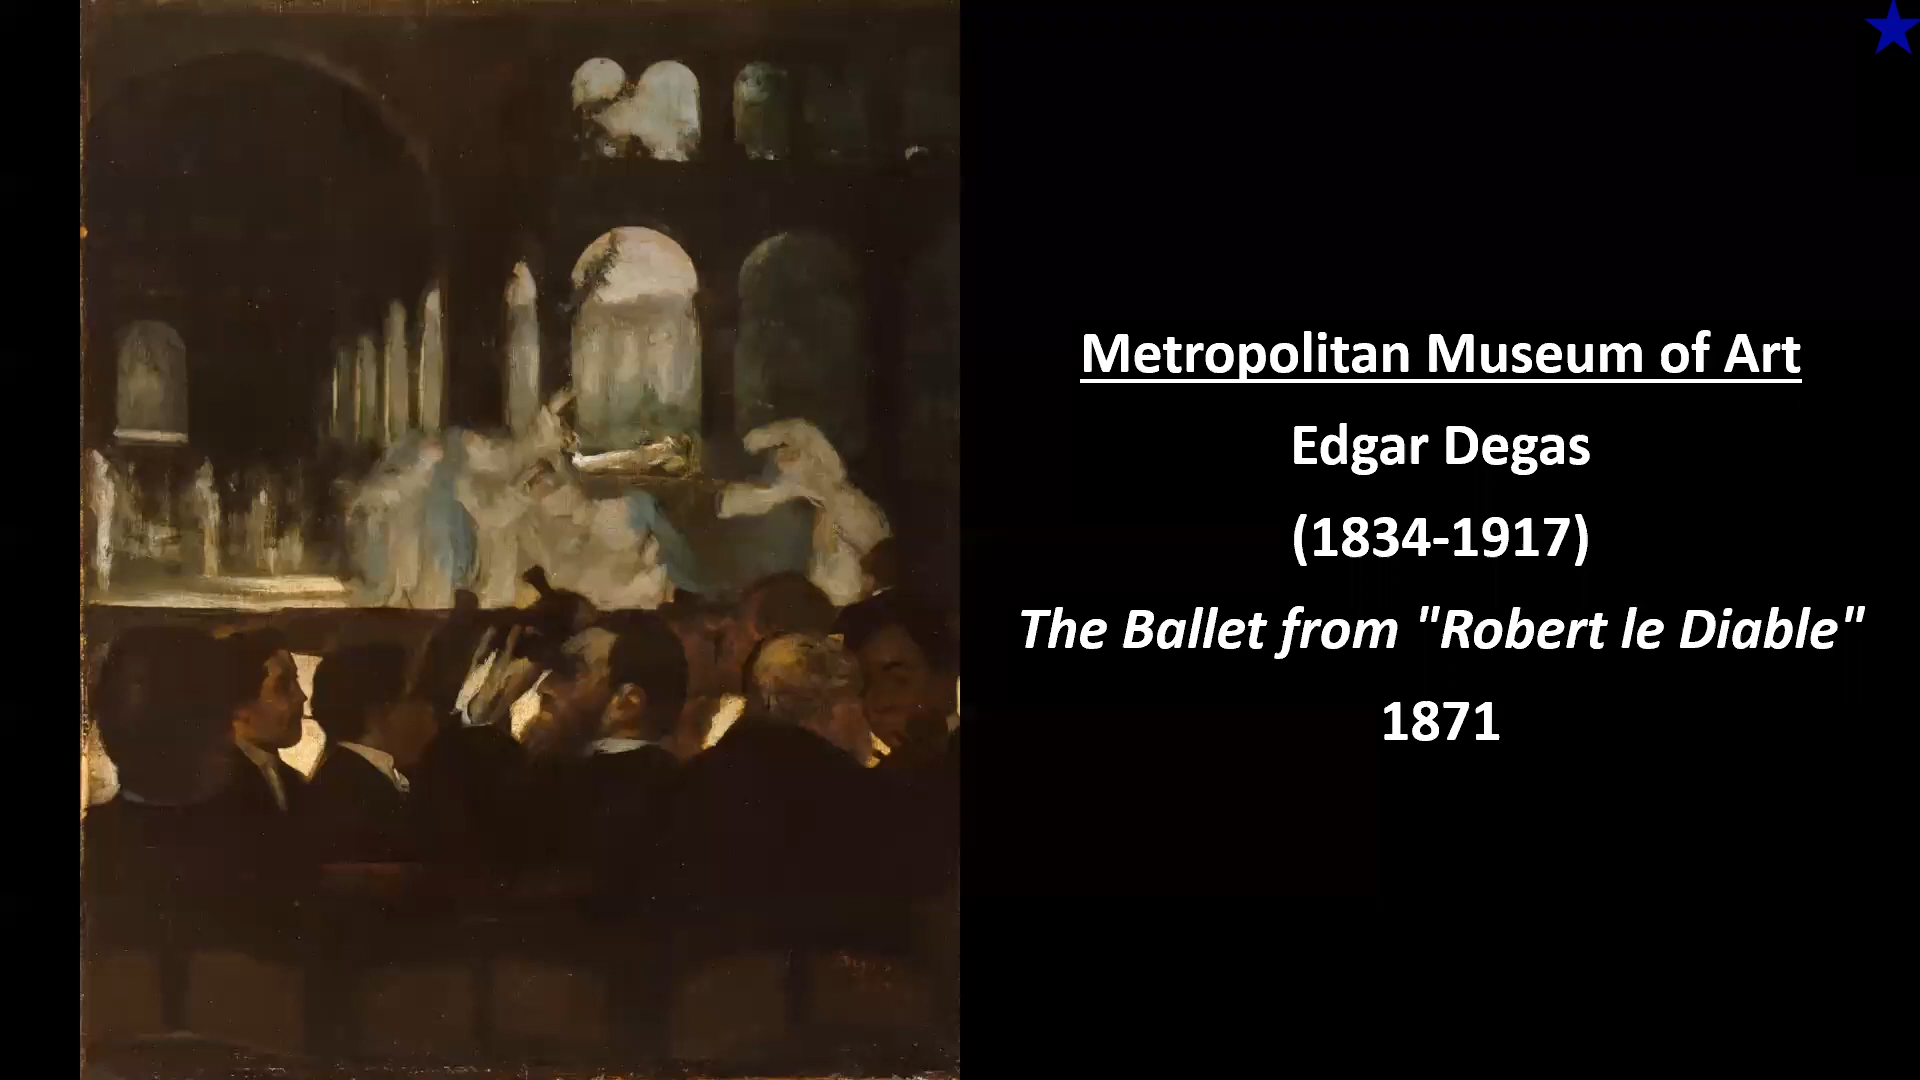 Metropolitan Museum of Art
Edgar Degas
(1834-1917)
The Ballet from "Robert le Diable"
1871